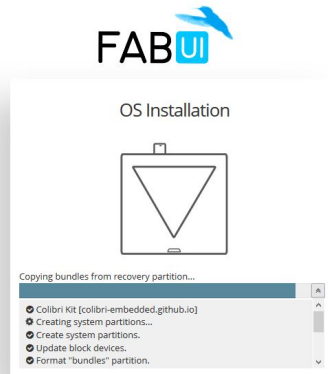 FABUI
OS Installation
Copying bundles from recovery partition...
Colibri Kit [colibri-embedded.github.io]
Creating system partitions...
Create system partitions.
Update block devices.
Format "bundles" partition.